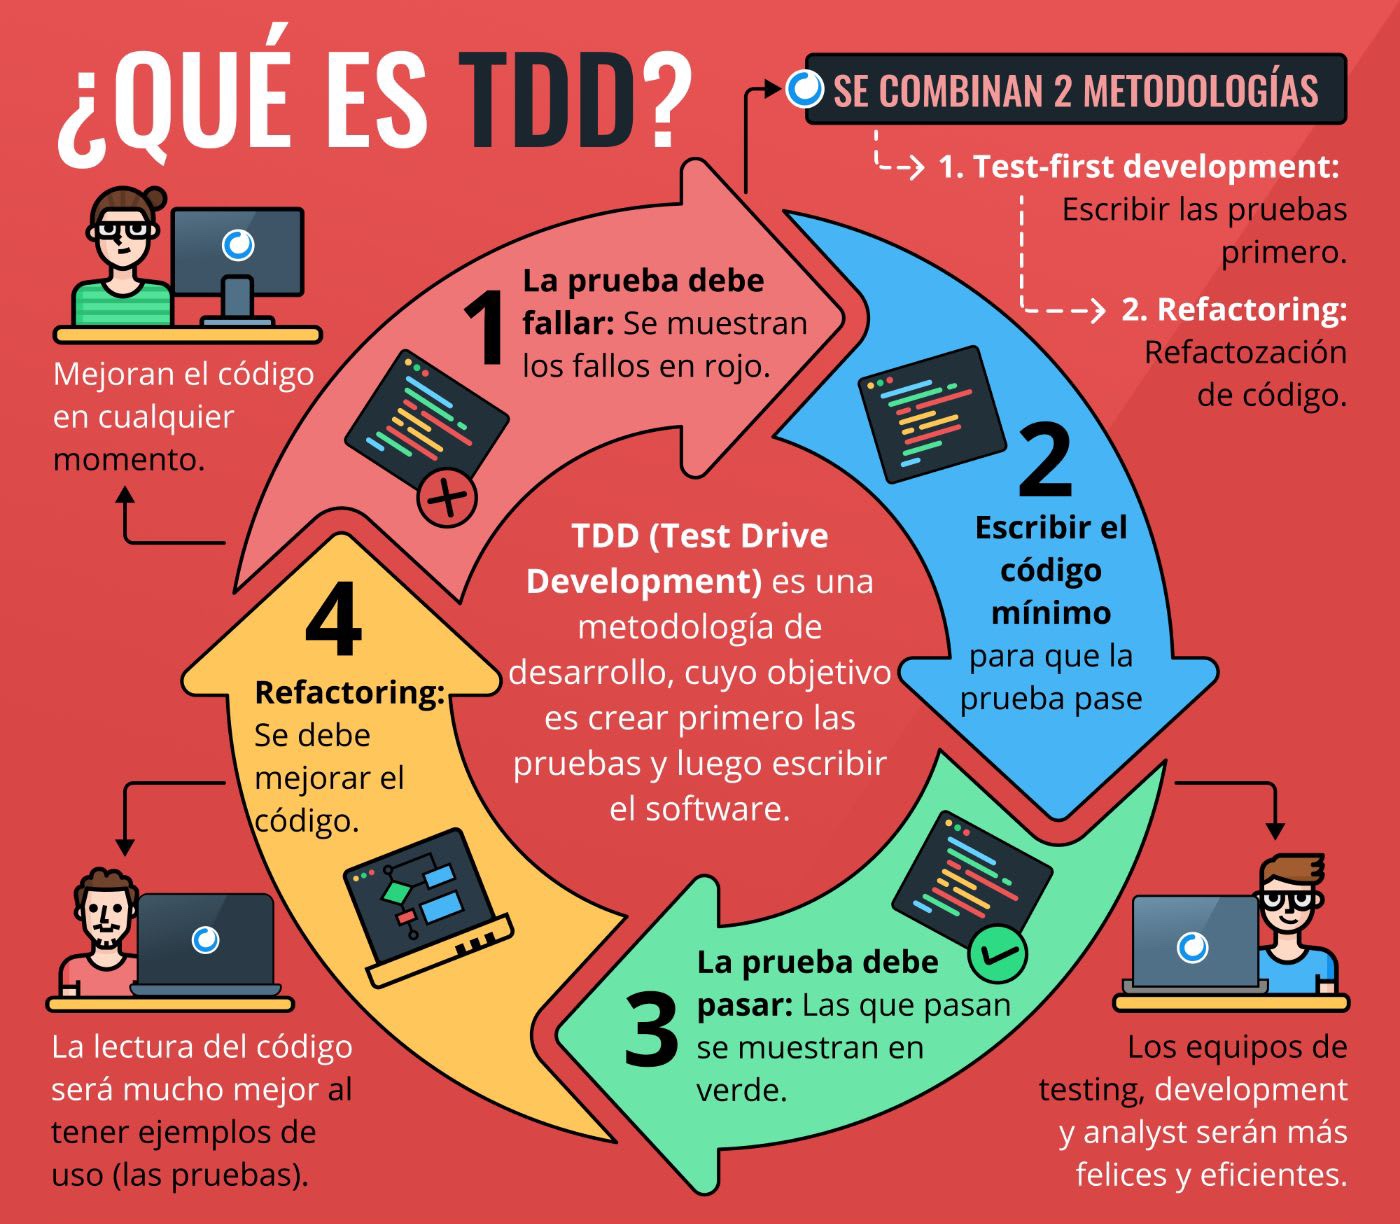 ¿QUÉ ES TDD?
SE COMBINAN 2 METODOLOGÍAS
1. Test-first development:
Escribir las pruebas
primero.
2. Refactoring:
Refactozación
de código.
Mejoran el código
en cualquier
momento.
1
La prueba debe
fallar: Se muestran
los fallos en rojo.
2
Escribir el
código
mínimo
para que la
prueba pase
TDD (Test Drive
Development) es una
metodología de
desarrollo, cuyo objetivo
es crear primero las
pruebas y luego escribir
el software.
3
La prueba debe
pasar: Las que pasan
se muestran en
verde.
4
Refactoring:
Se debe
mejorar el
código.
La lectura del código
será mucho mejor al
tener ejemplos de
uso (las pruebas).
Los equipos de
testing, development
y analyst serán más
felices y eficientes.